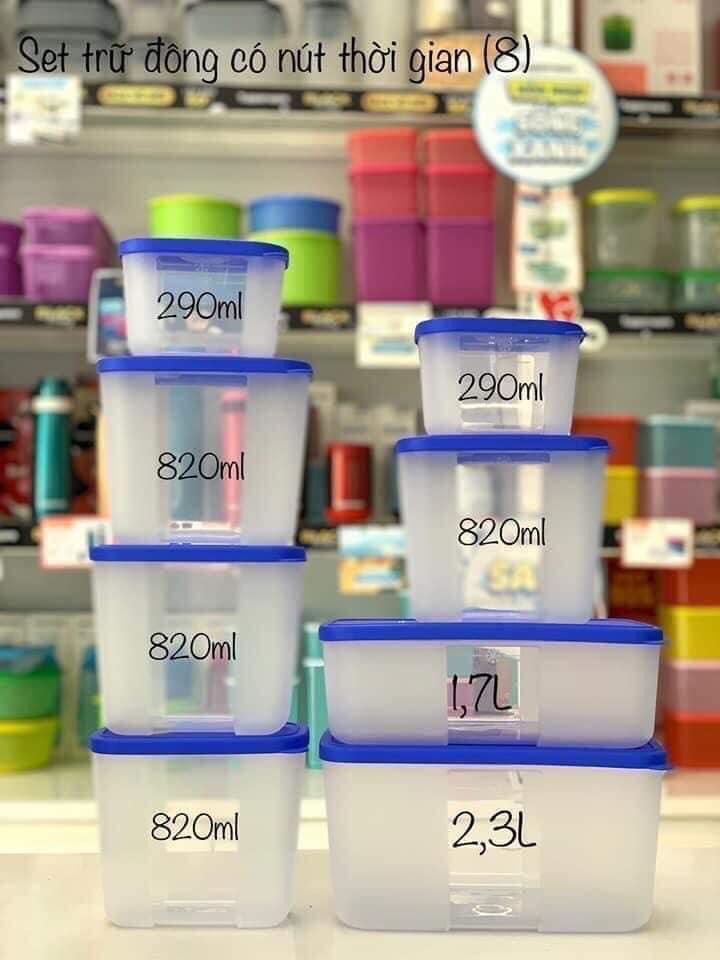 Set trữ đông có nút thời gian (8)
290ml
820ml
820ml
820ml
290ml
820ml
1,7L
2,3L